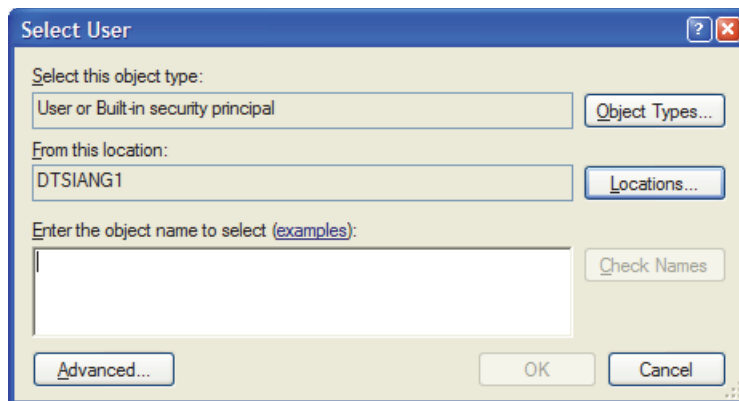 Select User
Select this object type:
User or Built-in security principal
Object Types...
From this location:
DTSIANG1
Locations...
Enter the object name to select (examples):
Check Names
Advanced...
OK
Cancel